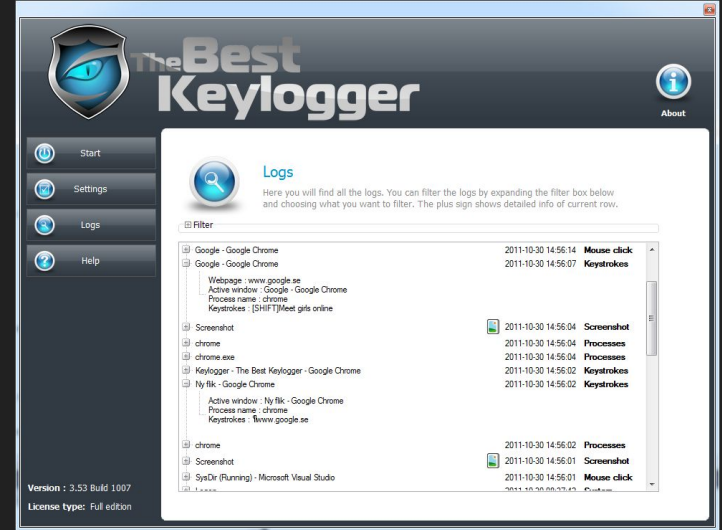 The Best
Keylogger
About
Start
Settings
Logs
Help
Logs
Here you will find all the logs. You can filter the logs by expanding the filter box below
and choosing what you want to filter. The plus sign shows detailed info of current row.
Filter
Google - Google Chrome 2011-10-30 14:56:14 Mouse click
Google - Google Chrome 2011-10-30 14:56:07 Keystrokes
Webpage : www.google.se
Active window : Google - Google Chrome
Process name : chrome
Keystrokes : [SHIFT]Meet girls online
Screenshot 2011-10-30 14:56:04 Screenshot
chrome 2011-10-30 14:56:04 Processes
chrome.exe 2011-10-30 14:56:04 Processes
Keylogger - The Best Keylogger - Google Chrome 2011-10-30 14:56:02 Keystrokes
Ny flik - Google Chrome 2011-10-30 14:56:02 Keystrokes
Active window : Ny flik - Google Chrome
Process name : chrome
Keystrokes : www.google.se
chrome 2011-10-30 14:56:02 Processes
Screenshot 2011-10-30 14:56:01 Screenshot
SysDir (Running) - Microsoft Visual Studio 2011-10-30 14:56:01 Mouse click
Version : 3.53 Build 1007
License type: Full edition